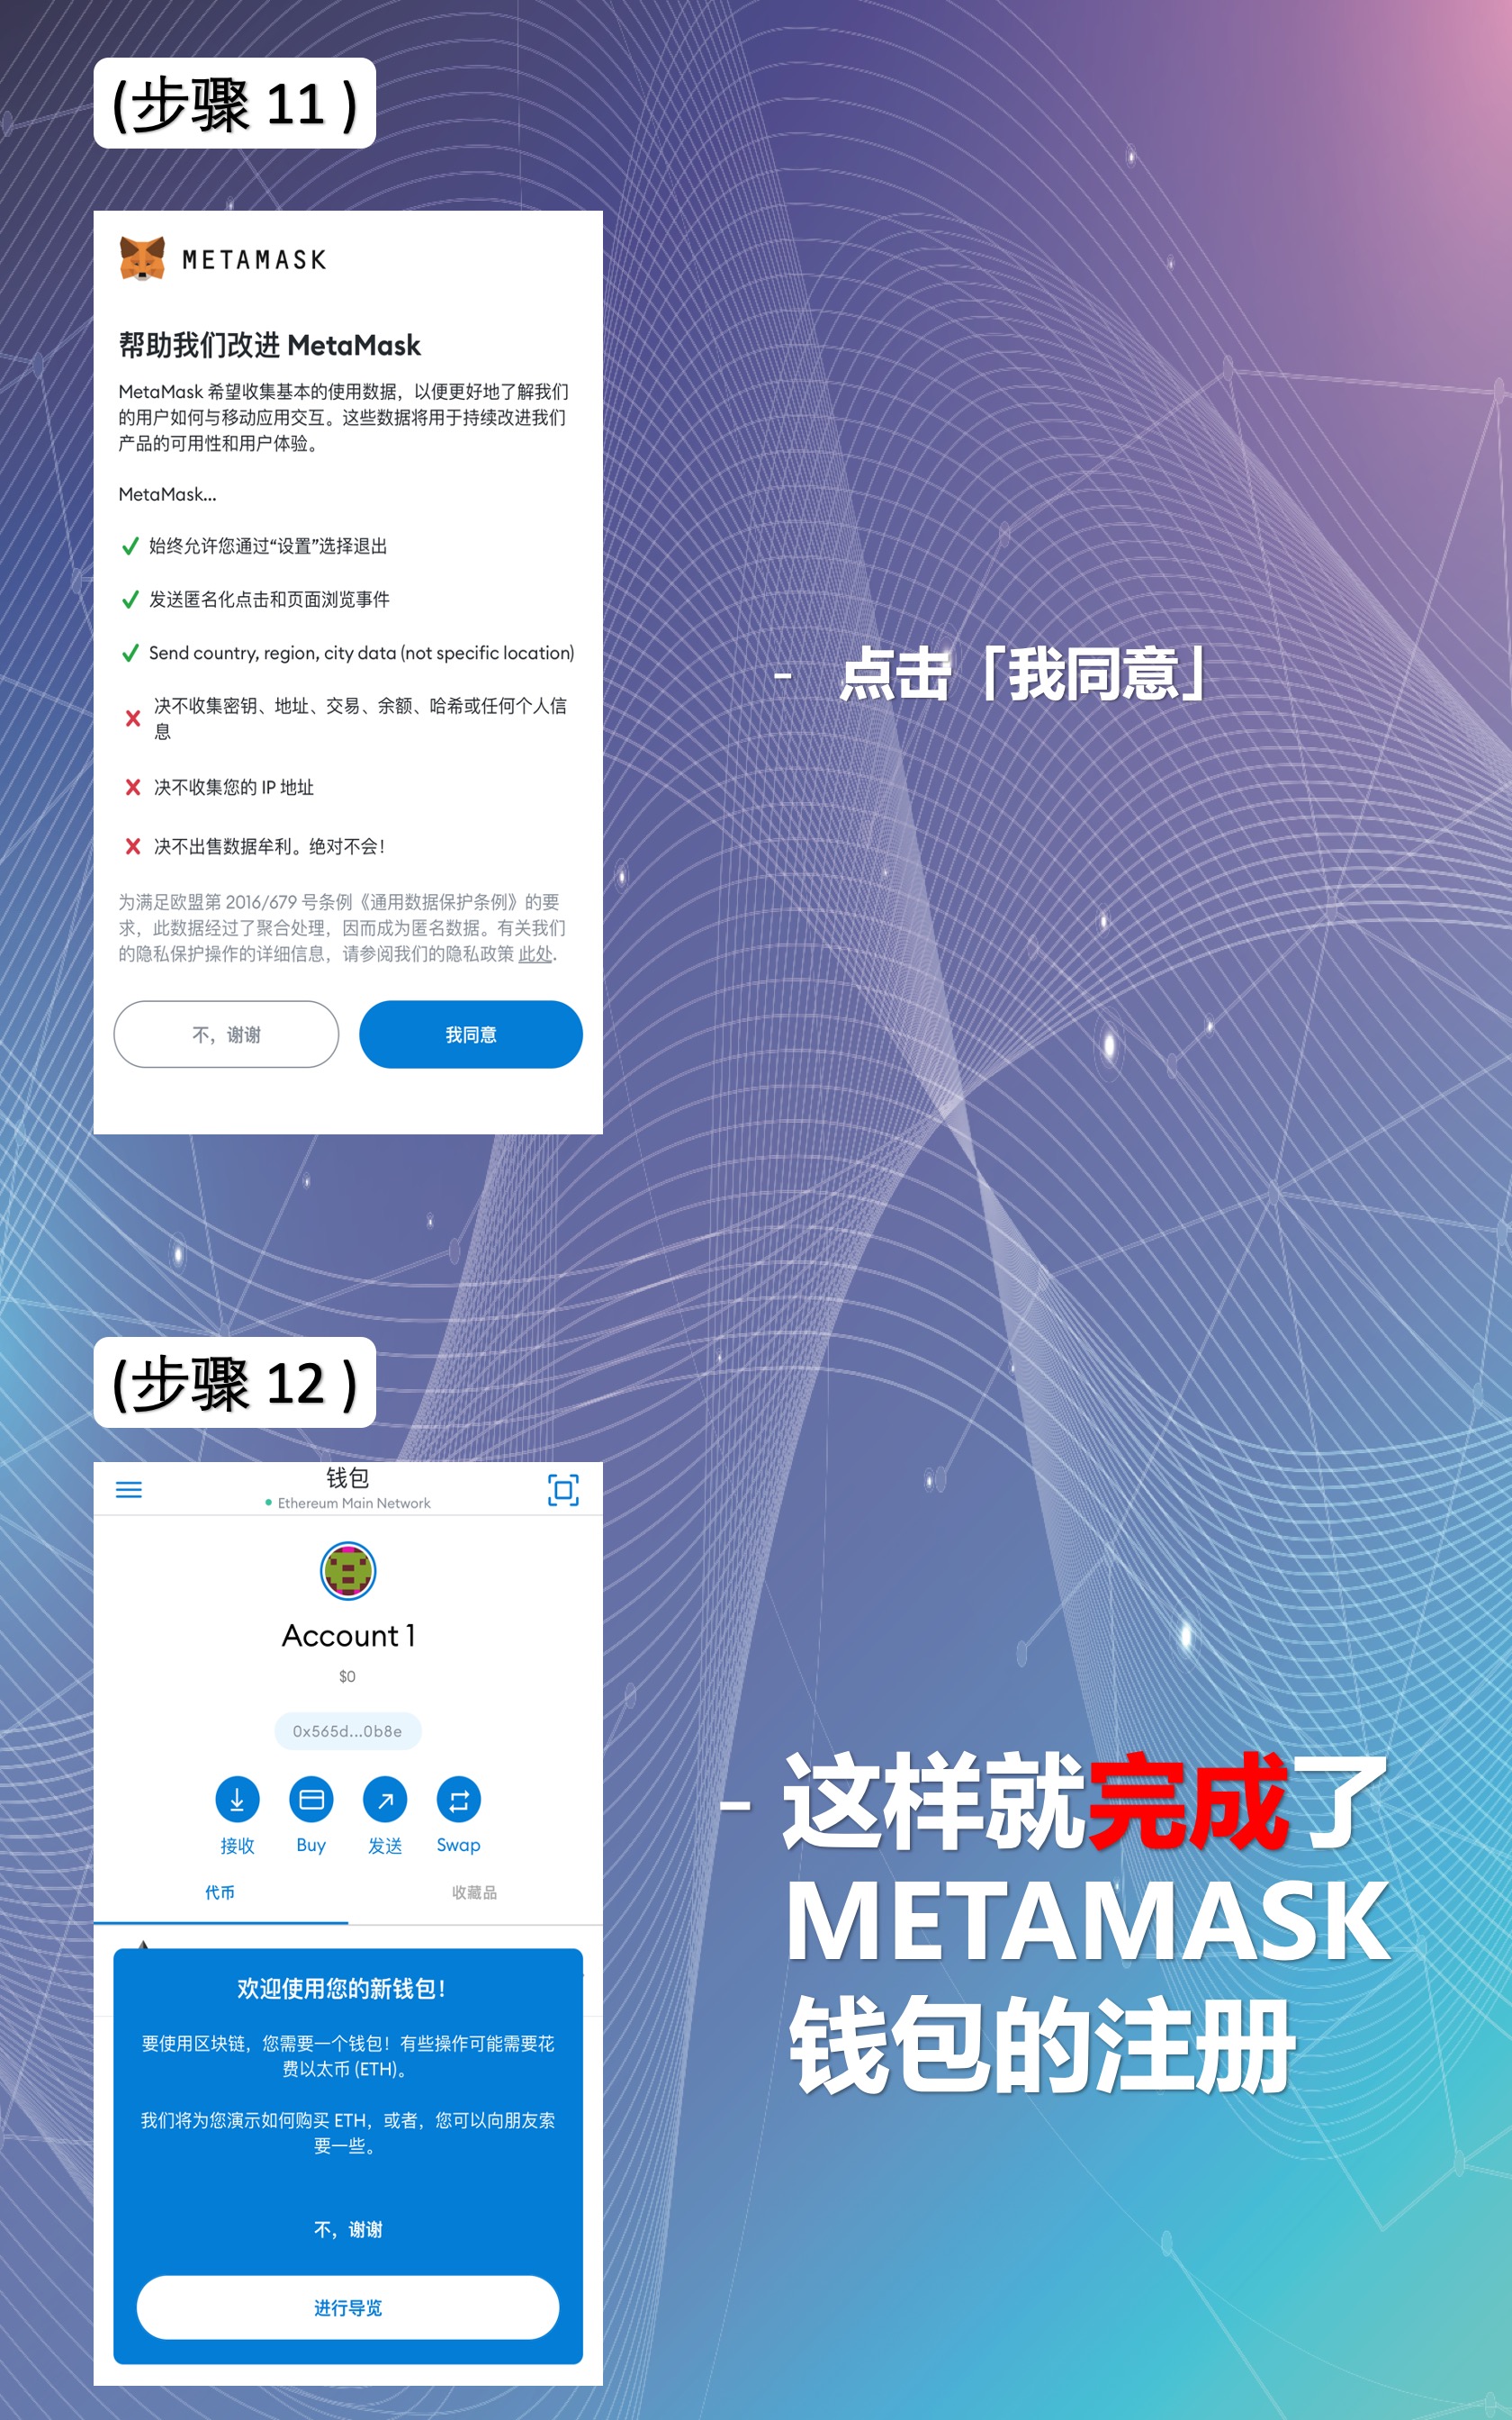 (步骤 11 )
METAMASK
帮助我们改进 MetaMask
MetaMask 希望收集基本的使用数据，以便更好地了解我们
的用户如何与移动应用交互。这些数据将用于持续改进我们
产品的可用性和用户体验。
MetaMask...
始终允许您通过“设置”选择退出
发送匿名化点击和页面浏览事件
Send country, region, city data (not specific location)
决不收集密钥、地址、交易、余额、哈希或任何个人信
息
决不收集您的 IP 地址
决不出售数据牟利。绝对不会！
为满足欧盟第 2016/679 号条例《通用数据保护条例》的要
求，此数据经过了聚合处理，因而成为匿名数据。有关我们
的隐私保护操作的详细信息，请参阅我们的隐私政策 此处.
不，谢谢
我同意
- 点击「我同意」
(步骤 12 )
钱包
Ethereum Main Network
Account 1
$0
0x565d...0b8e
接收 Buy 发送 Swap
代币 收藏品
欢迎使用您的新钱包！
要使用区块链，您需要一个钱包！有些操作可能需要花
费以太币 (ETH)。
我们将为您演示如何购买 ETH，或者，您可以向朋友索
要一些。
不，谢谢
进行导览
- 这样就完成了
METAMASK
钱包的注册